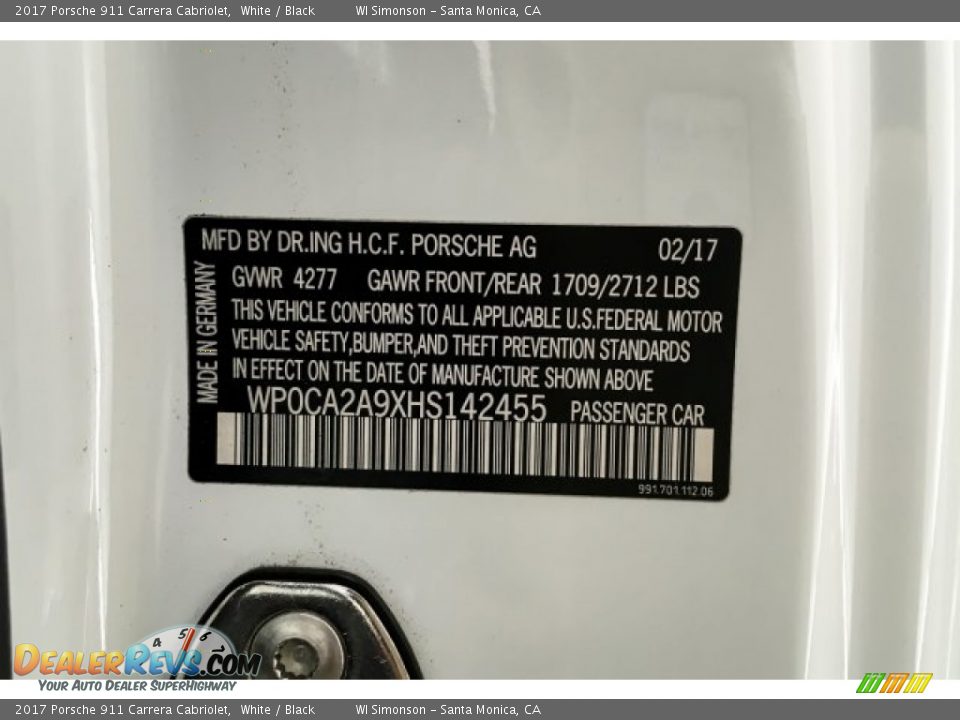 2017 Porsche 911 Carrera Cabriolet,  White / Black          WI Simonson – Santa Monica, CA
MFD BY DR.ING H.C.F. PORSCHE AG 02/17
GVWR 4277 GAWR FRONT/REAR 1709/2712 LBS
THIS VEHICLE CONFORMS TO ALL APPLICABLE U.S.FEDERAL MOTOR
VEHICLE SAFETY,BUMPER,AND THEFT PREVENTION STANDARDS
IN EFFECT ON THE DATE OF MANUFACTURE SHOWN ABOVE
MADE IN GERMANY
WP0CA2A9XHS142455 PASSENGER CAR
991.701.112.06
4 5 6
DEALERREVS.COM
YOUR AUTO DEALER SUPERHIGHWAY
2017 Porsche 911 Carrera Cabriolet,  White / Black          WI Simonson – Santa Monica, CA